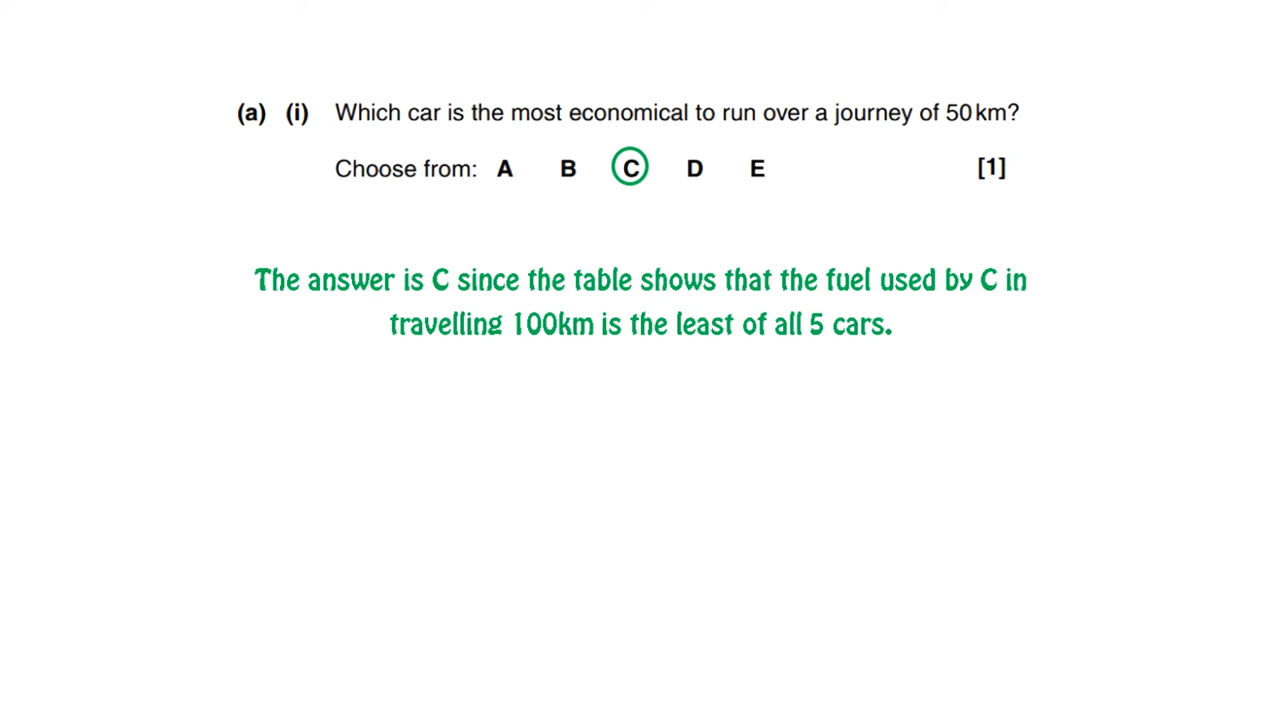 (a) (i) Which car is the most economical to run over a journey of 50 km?
Choose from: A B C D E [1]
The answer is C since the table shows that the fuel used by C in
travelling 100km is the least of all 5 cars.